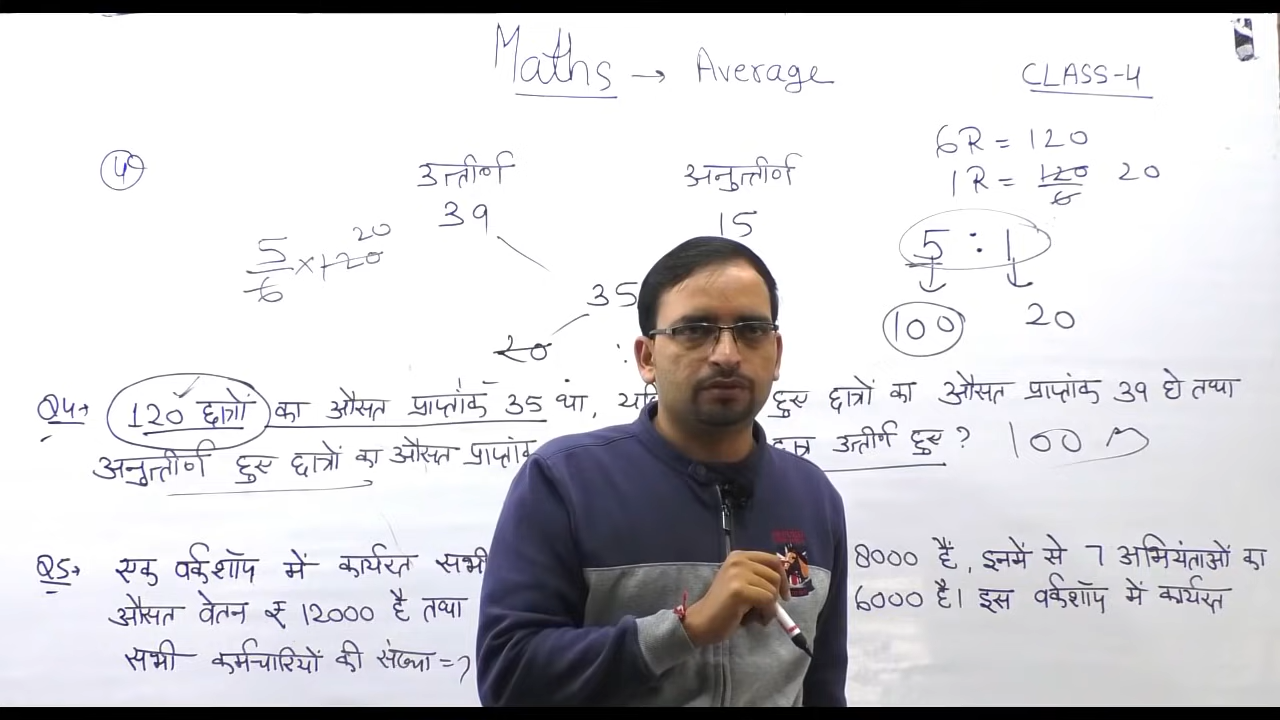 Maths → Average
CLASS-4
4
उत्तीर्ण
अनुत्तीर्ण
39
15
35
20 :
5/6 × 120 20
6R = 120
1R = 120/6 20
5 : 1
100 20
Q4→ 120 छात्रों का औसत प्राप्तांक 35 था, हुए छात्रों का औसत प्राप्तांक 39 थे तथा
अनुत्तीर्ण हुए छात्रों का औसत प्राप्तांक छात्र उत्तीर्ण हुए ? 100
Q5→ एक वर्कशॉप में कार्यरत सभी 8000 हैं, इनमें से 7 अभियंताओं का
औसत वेतन ₹ 12000 है तथा 6000 है। इस वर्कशॉप में कार्यरत
सभी कर्मचारियों की संख्या = ?